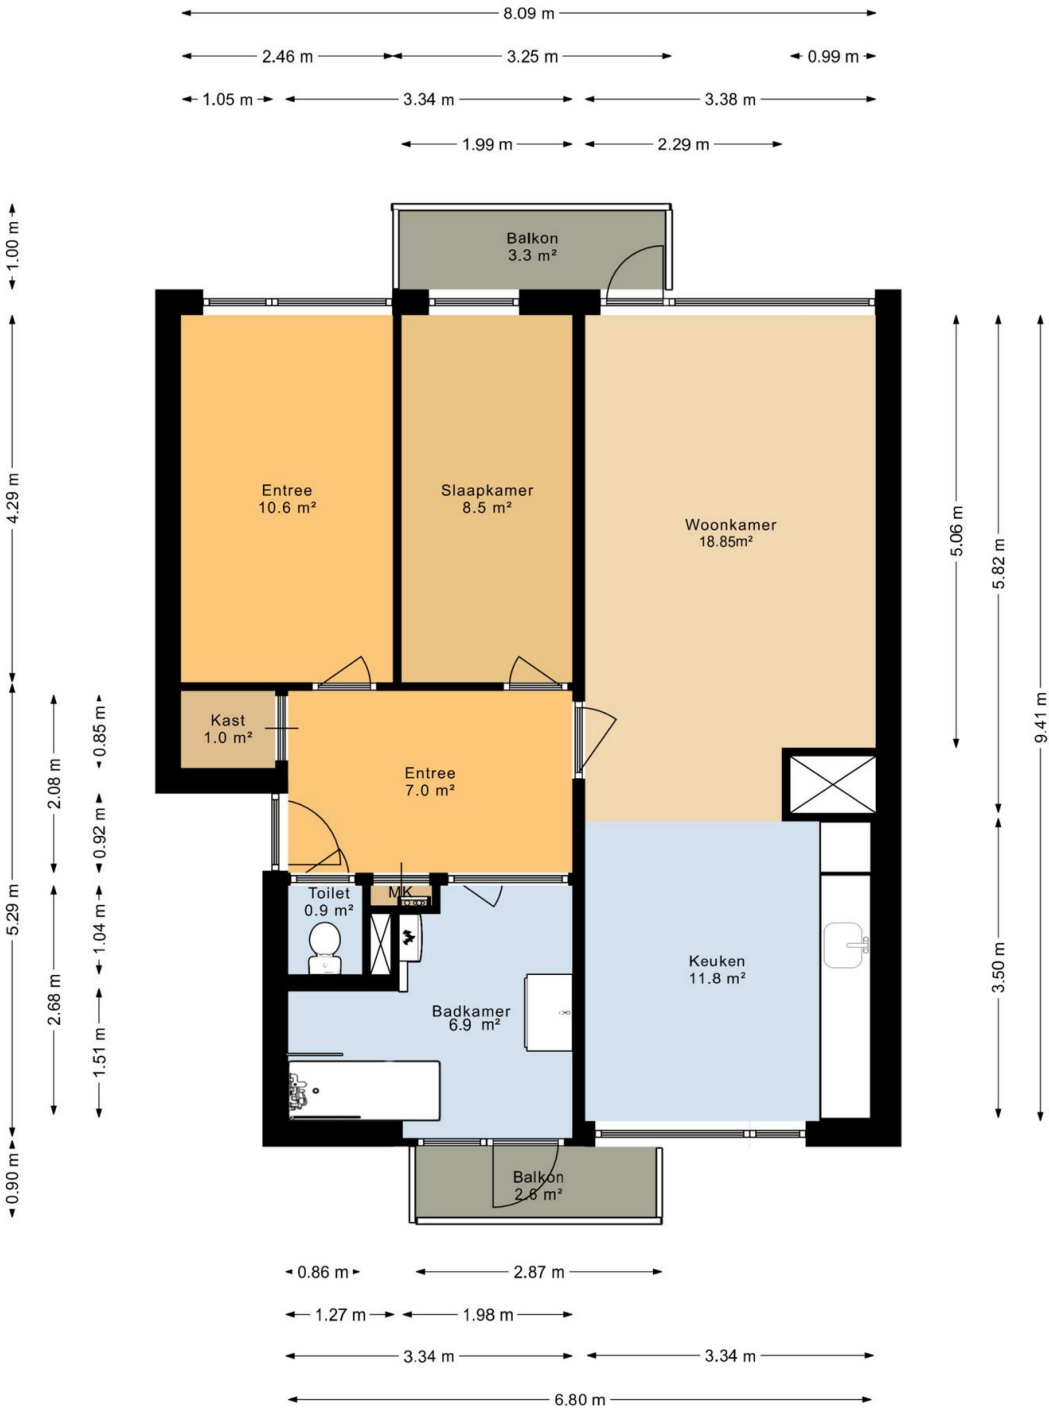 8.09 m
2.46 m
3.25 m
0.99 m
1.05 m
3.34 m
3.38 m
1.99 m
2.29 m
1.00 m
Balkon
3.3 m²
4.29 m
Entree
10.6 m²
Slaapkamer
8.5 m²
Woonkamer
18.85m²
5.06 m
5.82 m
9.41 m
Kast
1.0 m²
0.85 m
2.08 m
Entree
7.0 m²
0.92 m
Toilet
0.9 m²
MK
5.29 m
1.04 m
2.68 m
1.51 m
Badkamer
6.9 m²
Keuken
11.8 m²
3.50 m
0.90 m
Balkon
2.6 m²
0.86 m
2.87 m
1.27 m
1.98 m
3.34 m
3.34 m
6.80 m